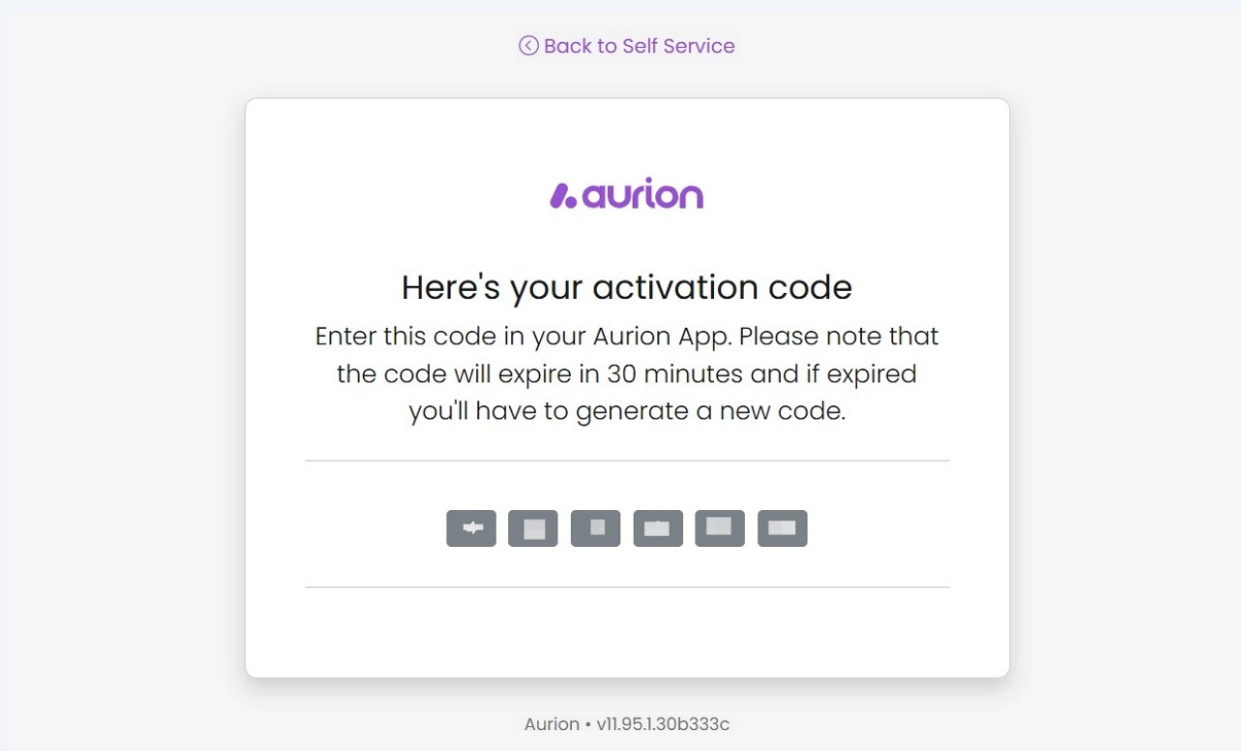 Back to Self Service
aurion
Here's your activation code
Enter this code in your Aurion App. Please note that
the code will expire in 30 minutes and if expired
you'll have to generate a new code.
Aurion • v11.95.1.30b333c